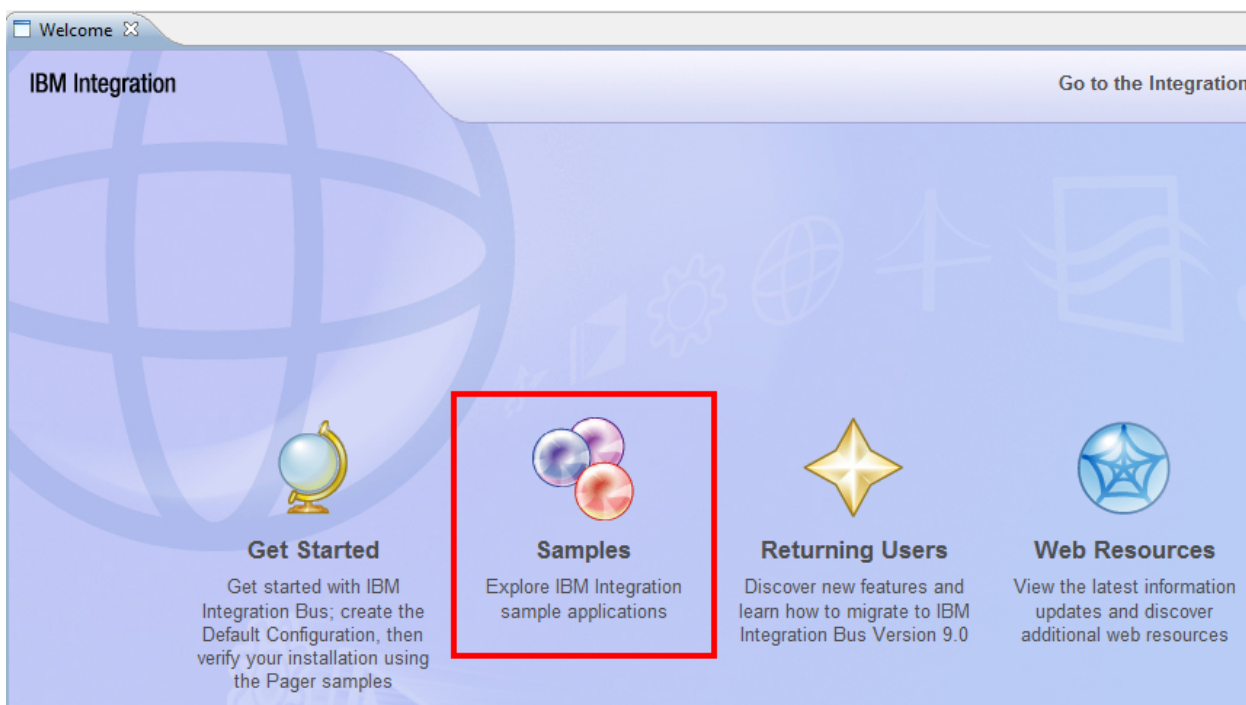 Welcome
IBM Integration
Go to the Integration
Get Started
Get started with IBM
Integration Bus; create the
Default Configuration, then
verify your installation using
the Pager samples
Samples
Explore IBM Integration
sample applications
Returning Users
Discover new features and
learn how to migrate to IBM
Integration Bus Version 9.0
Web Resources
View the latest information
updates and discover
additional web resources